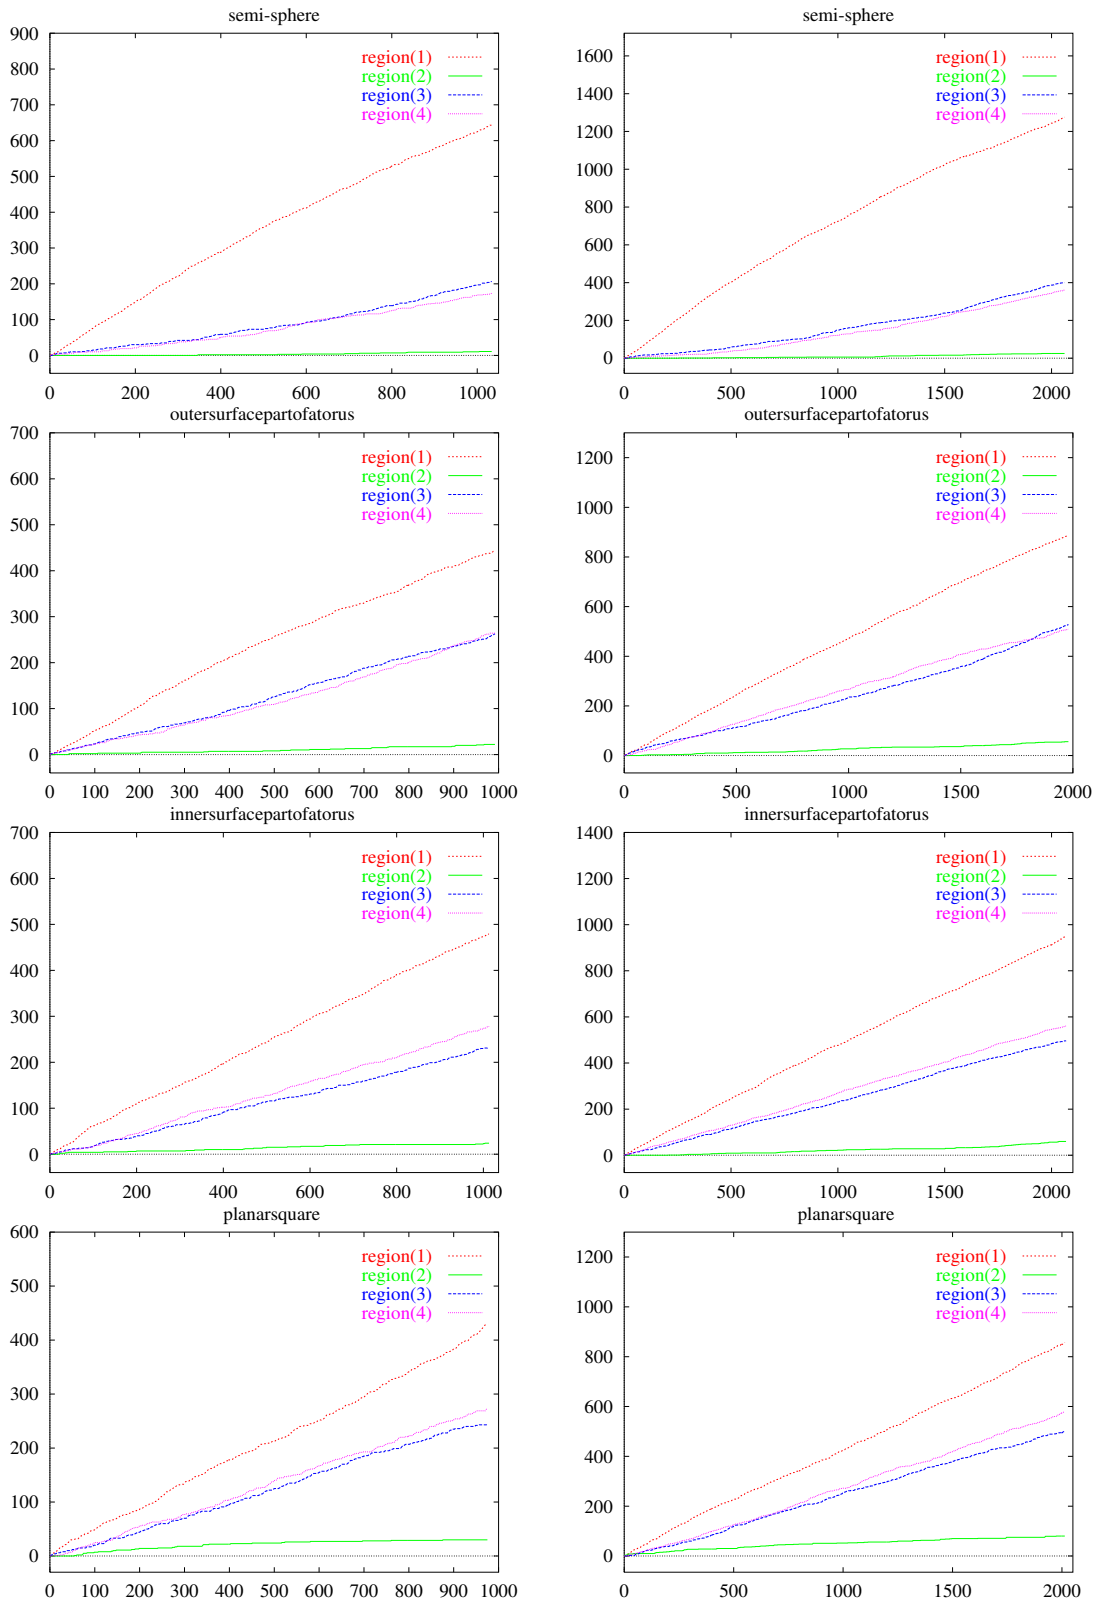 semi-sphere
900
800
700
600
500
400
300
200
100
0
0 200 400 600 800 1000
region(1)
region(2)
region(3)
region(4)
semi-sphere
1600
1400
1200
1000
800
600
400
200
0
0 500 1000 1500 2000
region(1)
region(2)
region(3)
region(4)
outersurfacepartofatorus
700
600
500
400
300
200
100
0
0 100 200 300 400 500 600 700 800 900 1000
region(1)
region(2)
region(3)
region(4)
outersurfacepartofatorus
1200
1000
800
600
400
200
0
0 500 1000 1500 2000
region(1)
region(2)
region(3)
region(4)
innersurfacepartofatorus
700
600
500
400
300
200
100
0
0 200 400 600 800 1000
region(1)
region(2)
region(3)
region(4)
innersurfacepartofatorus
1400
1200
1000
800
600
400
200
0
0 500 1000 1500 2000
region(1)
region(2)
region(3)
region(4)
planarsquare
600
500
400
300
200
100
0
0 100 200 300 400 500 600 700 800 900 1000
region(1)
region(2)
region(3)
region(4)
planarsquare
1200
1000
800
600
400
200
0
0 500 1000 1500 2000
region(1)
region(2)
region(3)
region(4)